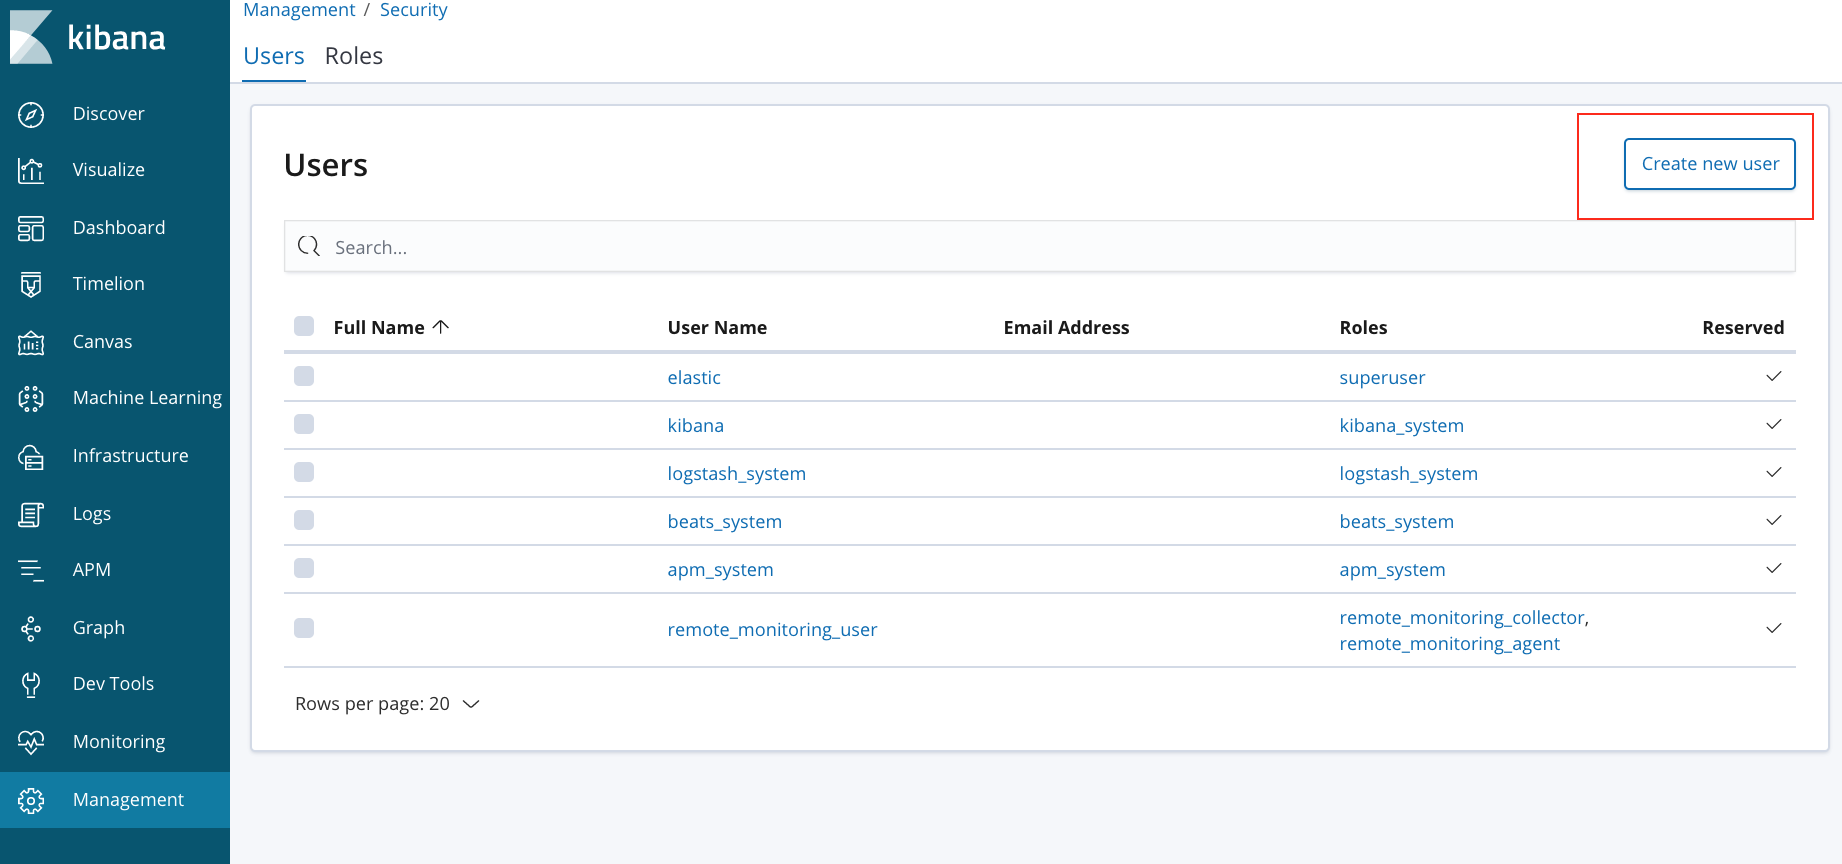 kibana
Discover
Visualize
Dashboard
Timelion
Canvas
Machine Learning
Infrastructure
Logs
APM
Graph
Dev Tools
Monitoring
Management
Management / Security
Users Roles
Users
Create new user
Search...
Full Name User Name Email Address Roles Reserved
elastic superuser
kibana kibana_system
logstash_system logstash_system
beats_system beats_system
apm_system apm_system
remote_monitoring_user remote_monitoring_collector,
remote_monitoring_agent
Rows per page: 20